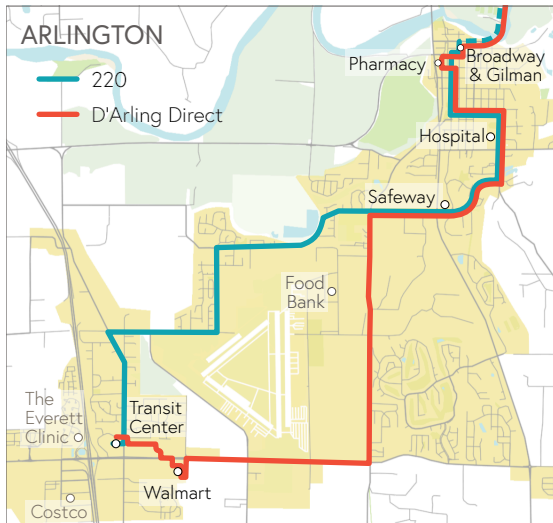 ARLINGTON
220
D'Arling Direct
Pharmacy
Broadway
& Gilman
Hospital
Safeway
Food
Bank
The
Everett
Clinic
Transit
Center
Walmart
Costco